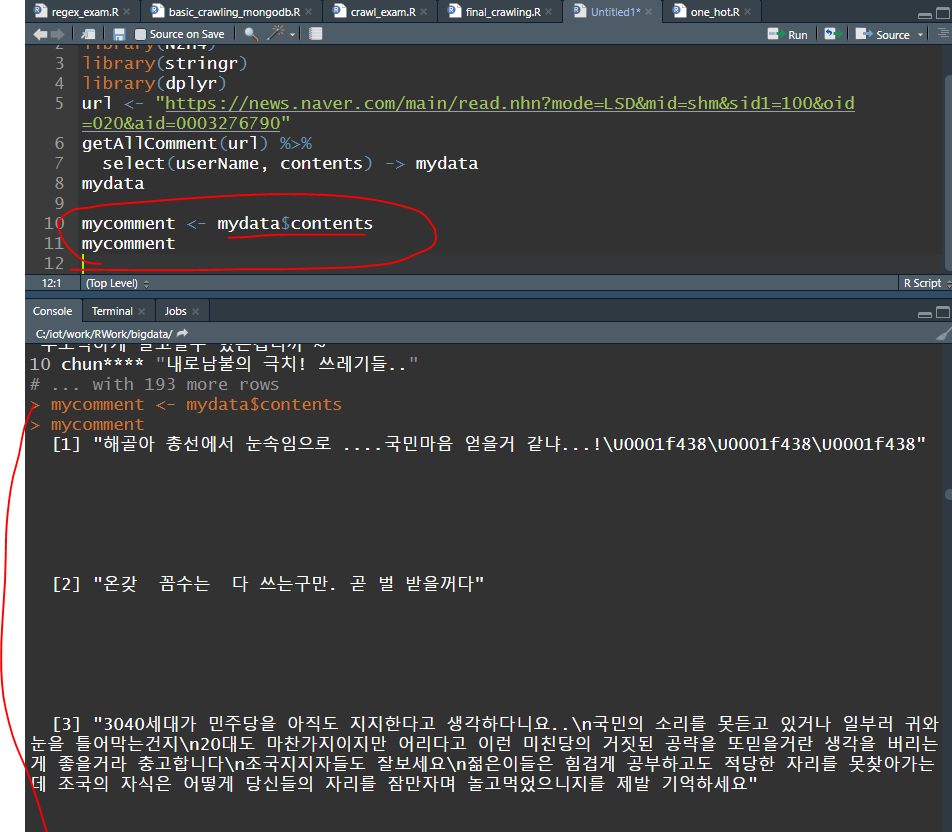 regex_exam.R × basic_crawling_mongodb.R × crawl_exam.R × final_crawling.R × Untitled1* × one_hot.R ×
Source on Save Run Source
2 library(N2H4)
3 library(stringr)
4 library(dplyr)
5 url <- "https://news.naver.com/main/read.nhn?mode=LSD&mid=shm&sid1=100&oid
=020&aid=0003276790"
6 getAllComment(url) %>%
7 select(userName, contents) -> mydata
8 mydata
9
10 mycomment <- mydata$contents
11 mycomment
12
12:1 (Top Level) R Script
Console Terminal × Jobs ×
C:/iot/work/RWork/bigdata/
10 chun**** "내로남불의 극치! 쓰레기들.."
# ... with 193 more rows
> mycomment <- mydata$contents
> mycomment
[1] "해골아 총선에서 눈속임으로 ....국민마음 얻을거 같냐...!\U0001f438\U0001f438\U0001f438"
[2] "온갖 꼼수는 다 쓰는구만. 곧 벌 받을꺼다"
[3] "3040세대가 민주당을 아직도 지지한다고 생각하다니요..\n국민의 소리를 못듣고 있거나 일부러 귀와
눈을 틀어막는건지\n20대도 마찬가지이지만 어리다고 이런 미친당의 거짓된 공략을 또믿을거란 생각을 버리는
게 좋을거라 충고합니다\n조국지지자들도 잘보세요\n젊은이들은 힘겹게 공부하고도 적당한 자리를 못찾아가는
데 조국의 자식은 어떻게 당신들의 자리를 잠만자며 놀고먹었으니지를 제발 기억하세요"